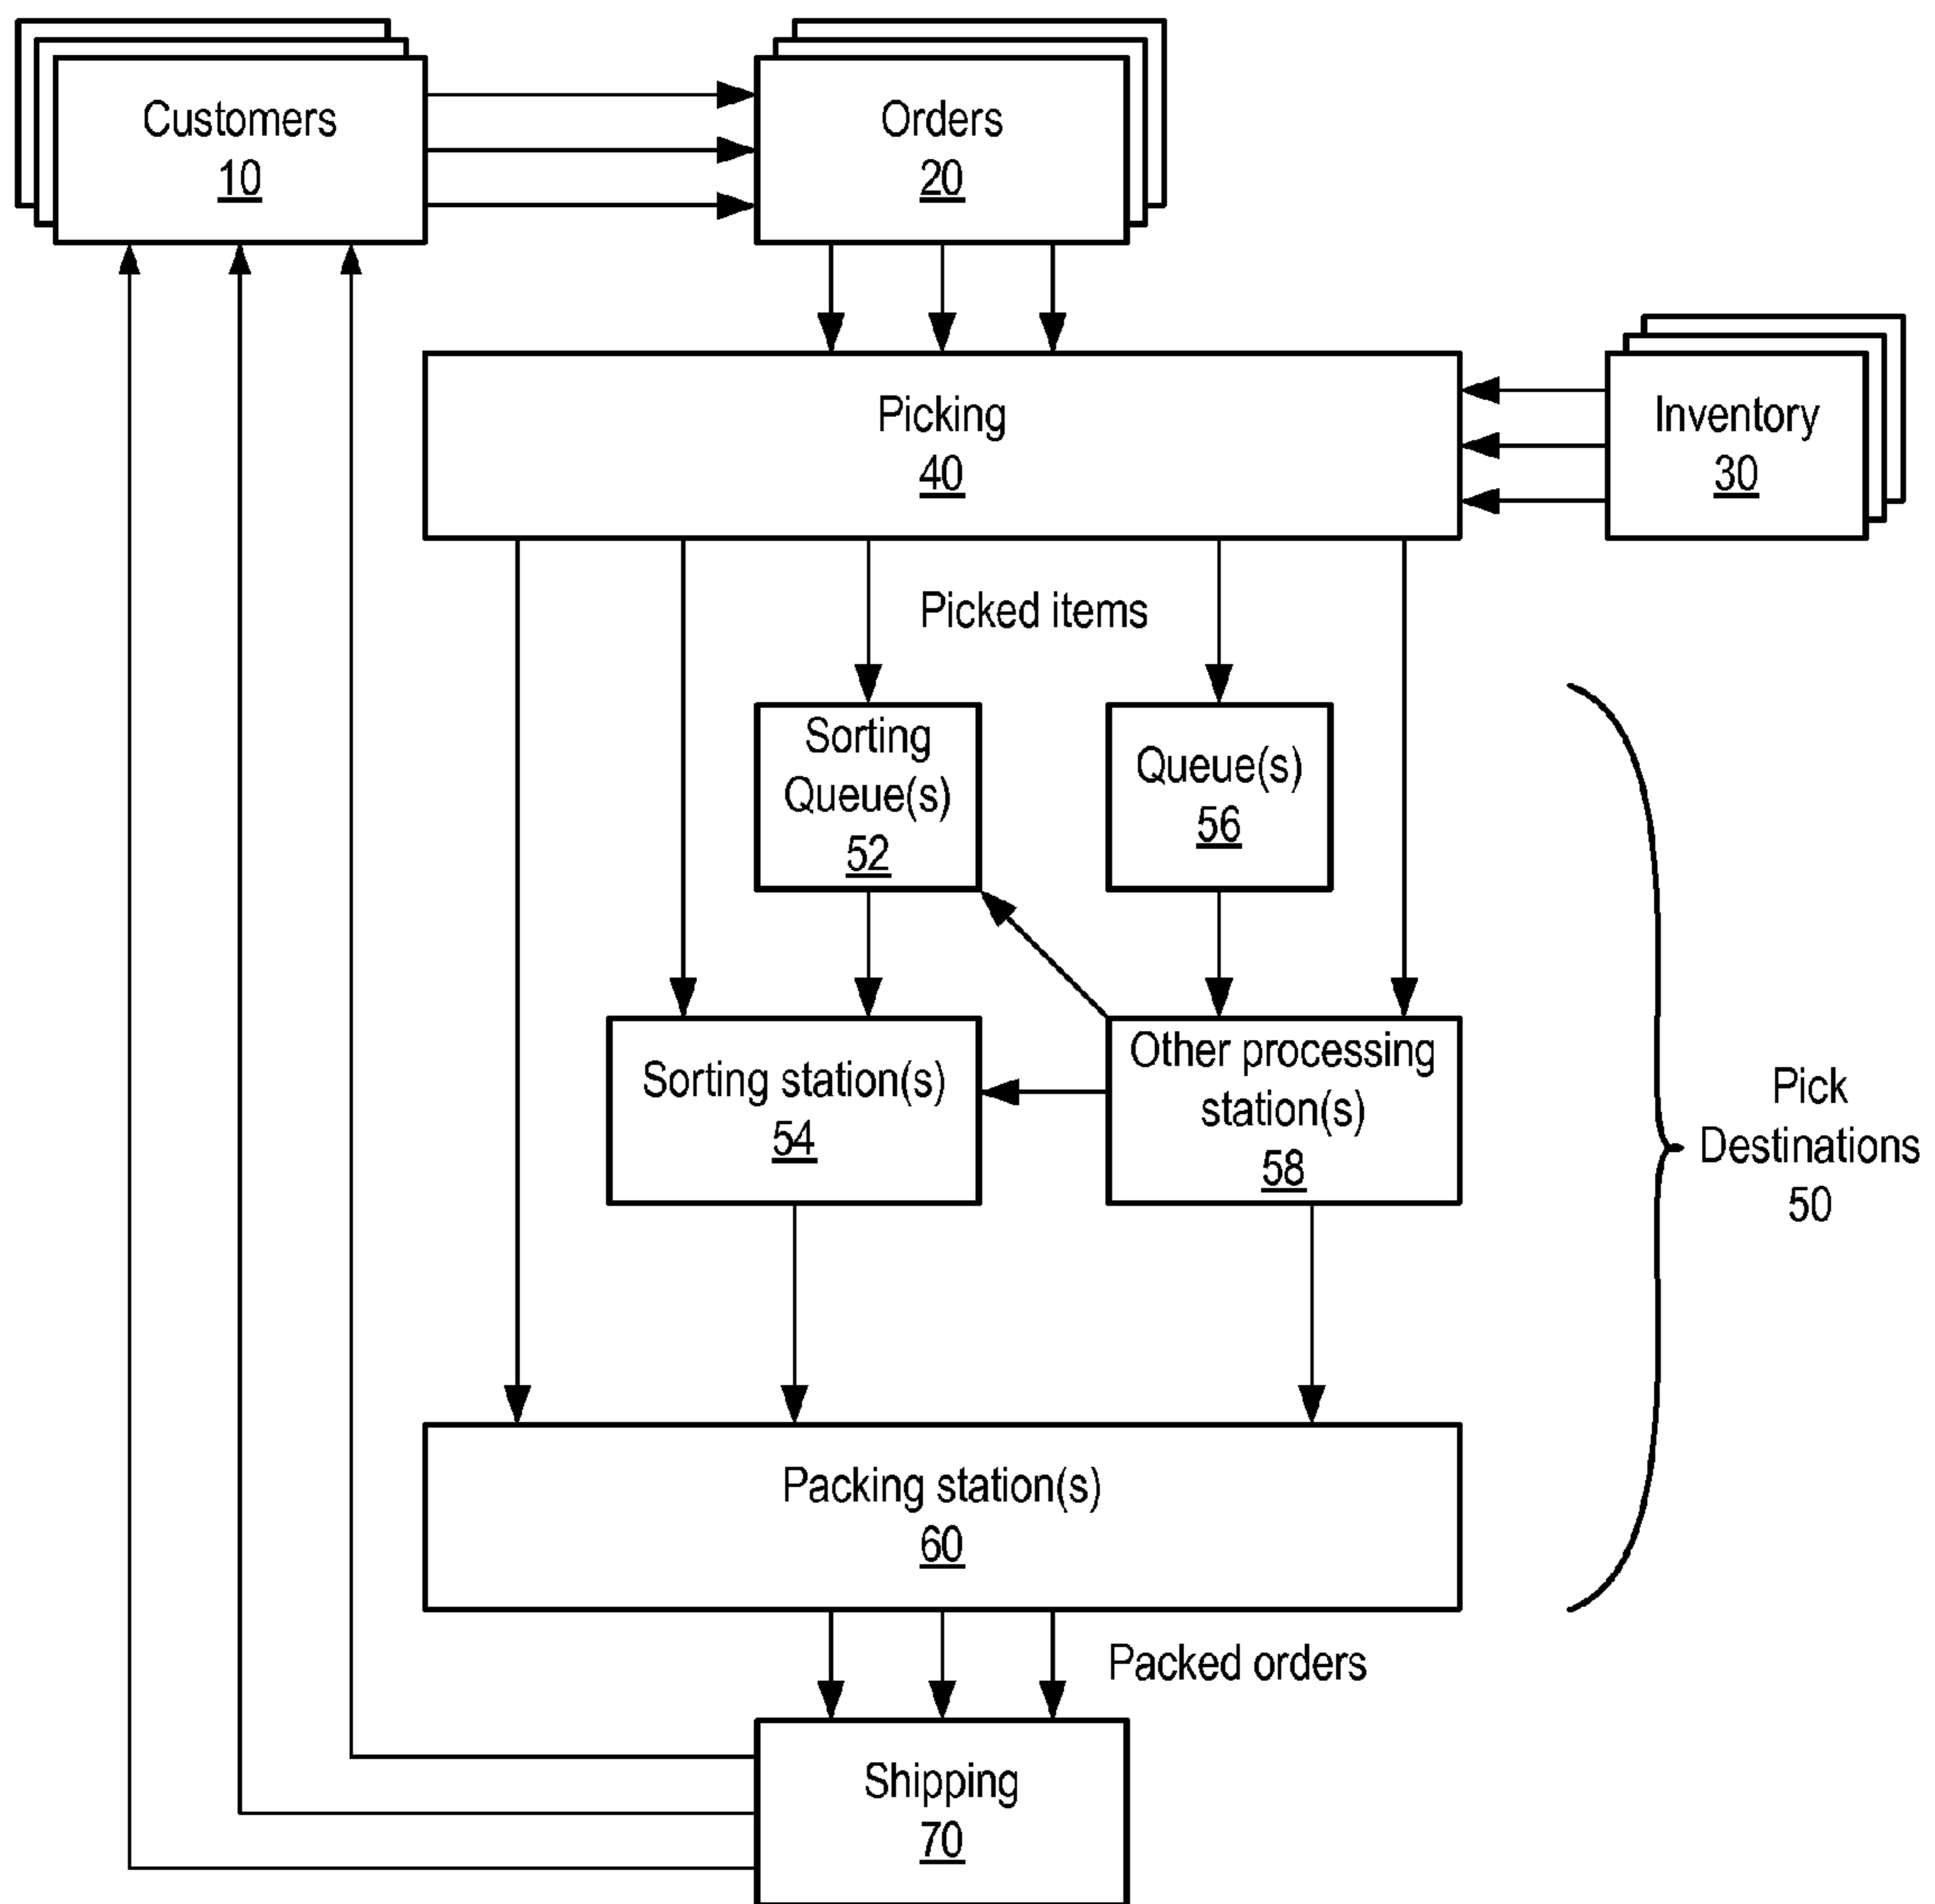 Customers
10
Orders
20
Picking
40
Inventory
30
Picked items
Sorting
Queue(s)
52
Queue(s)
56
Sorting station(s)
54
Other processing
station(s)
58
Pick
Destinations
50
Packing station(s)
60
Packed orders
Shipping
70